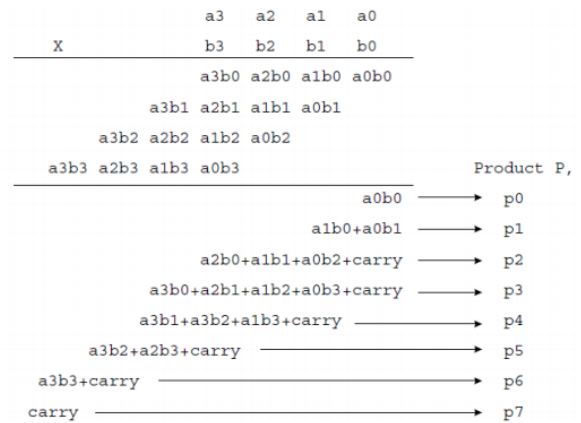 a3 a2 a1 a0
X b3 b2 b1 b0
a3b0 a2b0 a1b0 a0b0
a3b1 a2b1 a1b1 a0b1
a3b2 a2b2 a1b2 a0b2
a3b3 a2b3 a1b3 a0b3 Product P,
a0b0 p0
a1b0+a0b1 p1
a2b0+a1b1+a0b2+carry p2
a3b0+a2b1+a1b2+a0b3+carry p3
a3b1+a3b2+a1b3+carry p4
a3b2+a2b3+carry p5
a3b3+carry p6
carry p7